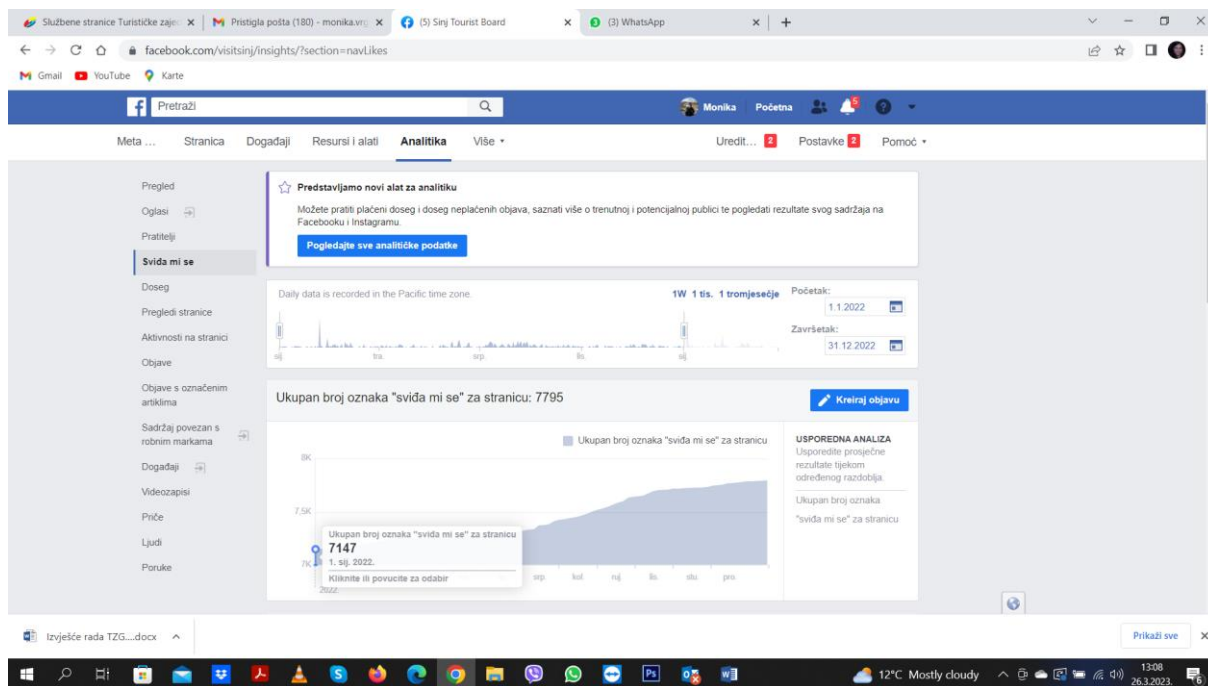 Službene stranice Turističke zajed
Pristigla pošta (180) - monika.vrg
(5) Sinj Tourist Board
(3) WhatsApp
facebook.com/visitsinj/insights/?section=navLikes
Gmail
YouTube
Karte
Pretraži
Monika
Početna
5
Meta ...
Stranica
Događaji
Resursi i alati
Analitika
Više
Uredit... 2
Postavke 2
Pomoć
Pregled
Oglasi
Pratitelji
Sviđa mi se
Doseg
Pregledi stranice
Aktivnosti na stranici
Objave
Objave s označenim
artiklima
Sadržaj povezan s
robnim markama
Događaji
Videozapisi
Priče
Ljudi
Poruke
Predstavljamo novi alat za analitiku
Možete pratiti plaćeni doseg i doseg neplaćenih objava, saznati više o trenutnoj i potencijalnoj publici te pogledati rezultate svog sadržaja na
Facebooku i Instagramu.
Pogledajte sve analitičke podatke
Daily data is recorded in the Pacific time zone.
1W 1 tis. 1 tromjesečje
Početak:
1.1.2022
Završetak:
31.12.2022
sij. tra. srp. lis. sij.
Ukupan broj oznaka "sviđa mi se" za stranicu: 7795
Kreiraj objavu
Ukupan broj oznaka "sviđa mi se" za stranicu
8K
7.5K
7K
Ukupan broj oznaka "sviđa mi se" za stranicu
7147
1. sij. 2022.
Kliknite ili povucite za odabir
srp. kol. ruj. lis. stu. pro.
2022.
USPOREDNA ANALIZA
Usporedite prosječne
rezultate tijekom
određenog razdoblja.
Ukupan broj oznaka
"sviđa mi se" za stranicu
Izvješće rada TZG....docx
Prikaži sve
12°C Mostly cloudy
13:08
26.3.2023.
6